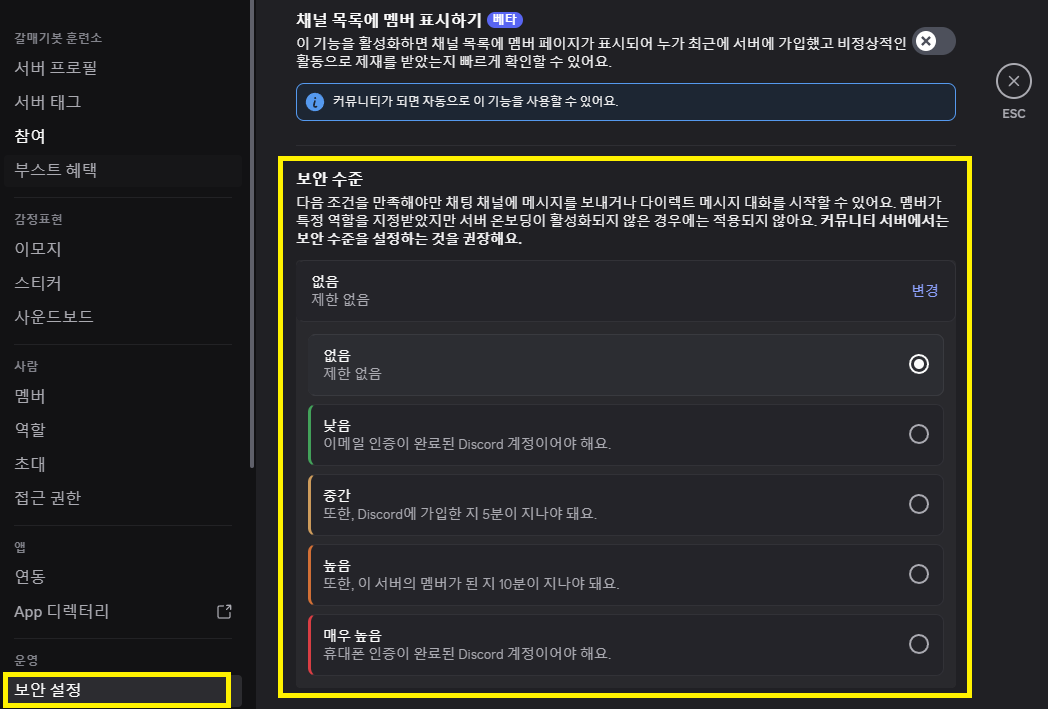 갈매기봇 훈련소
서버 프로필
서버 태그
참여
부스트 혜택
감정표현
이모지
스티커
사운드보드
사람
멤버
역할
초대
접근 권한
앱
연동
App 디렉터리
운영
보안 설정
채널 목록에 멤버 표시하기 베타
이 기능을 활성화하면 채널 목록에 멤버 페이지가 표시되어 누가 최근에 서버에 가입했고 비정상적인
활동으로 제재를 받았는지 빠르게 확인할 수 있어요.
커뮤니티가 되면 자동으로 이 기능을 사용할 수 있어요.
보안 수준
다음 조건을 만족해야만 채팅 채널에 메시지를 보내거나 다이렉트 메시지 대화를 시작할 수 있어요. 멤버가
특정 역할을 지정받았지만 서버 온보딩이 활성화되지 않은 경우에는 적용되지 않아요. 커뮤니티 서버에서는
보안 수준을 설정하는 것을 권장해요.
없음
제한 없음
변경
없음
제한 없음
낮음
이메일 인증이 완료된 Discord 계정이어야 해요.
중간
또한, Discord에 가입한 지 5분이 지나야 돼요.
높음
또한, 이 서버의 멤버가 된 지 10분이 지나야 돼요.
매우 높음
휴대폰 인증이 완료된 Discord 계정이어야 해요.
ESC